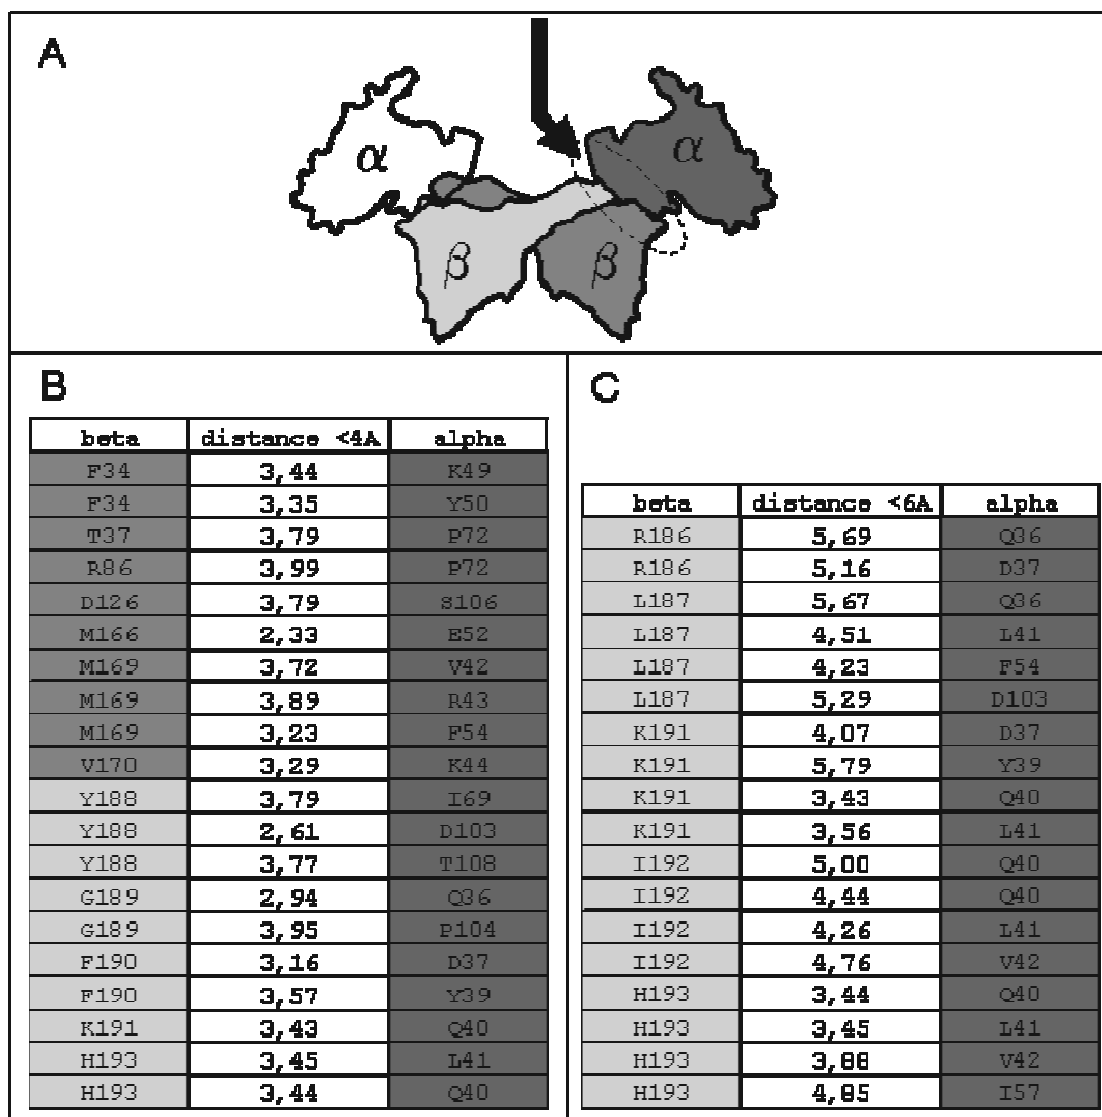 A
α
α
β
β
B
beta distance <4A alpha
F34 3,44 K49
F34 3,35 Y50
T37 3,79 P72
R86 3,99 P72
D126 3,79 S106
M166 2,33 E52
M169 3,72 V42
M169 3,89 R43
M169 3,23 F54
V170 3,29 K44
Y188 3,79 I69
Y188 2,61 D103
Y188 3,77 T108
G189 2,94 Q36
G189 3,95 P104
F190 3,16 D37
F190 3,57 Y39
K191 3,43 Q40
H193 3,45 L41
H193 3,44 Q40
C
beta distance <6A alpha
R186 5,69 Q36
R186 5,16 D37
L187 5,67 Q36
L187 4,51 L41
L187 4,23 F54
L187 5,29 D103
K191 4,07 D37
K191 5,79 Y39
K191 3,43 Q40
K191 3,56 L41
I192 5,00 Q40
I192 4,44 Q40
I192 4,26 L41
I192 4,76 V42
H193 3,44 Q40
H193 3,45 L41
H193 3,88 V42
H193 4,85 I57